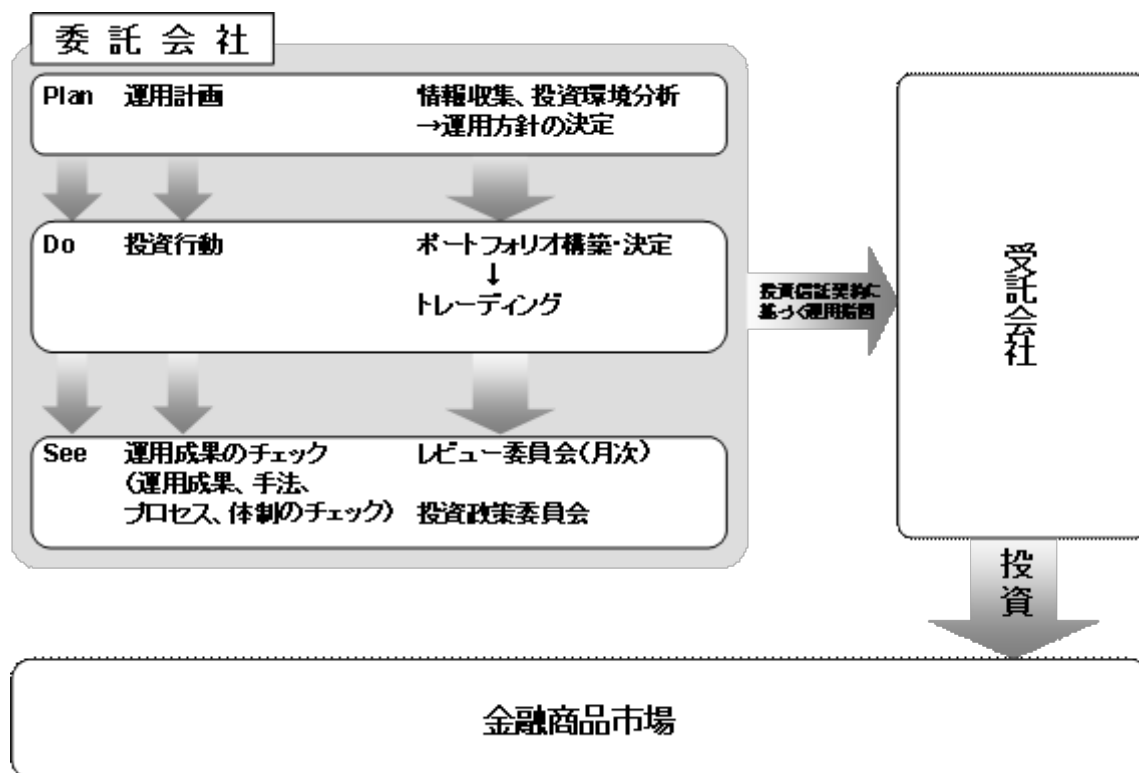 委託会社
Plan 運用計画 情報収集、投資環境分析
→運用方針の決定
Do 投資行動 ポートフォリオ構築・決定
↓
トレーディング
投資信託契約に
基づく運用指図
See 運用成果のチェック レビュー委員会(月次)
(運用成果、手法、
プロセス、体制のチェック) 投資政策委員会
受託会社
投資
金融商品市場